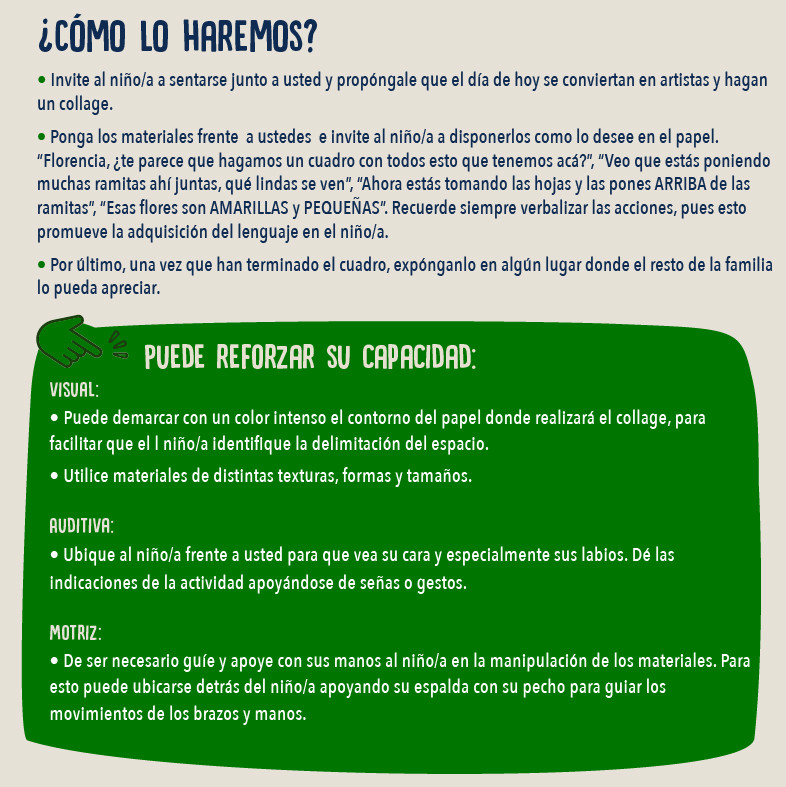 ¿CÓMO LO HAREMOS?
• Invite al niño/a a sentarse junto a usted y propóngale que el día de hoy se conviertan en artistas y hagan
un collage.
• Ponga los materiales frente  a ustedes  e invite al niño/a a disponerlos como lo desee en el papel.
“Florencia, ¿te parece que hagamos un cuadro con todos esto que tenemos acá?”, “Veo que estás poniendo
muchas ramitas ahí juntas, qué lindas se ven”, “Ahora estás tomando las hojas y las pones ARRIBA de las
ramitas”, “Esas flores son AMARILLAS y PEQUEÑAS”. Recuerde siempre verbalizar las acciones, pues esto
promueve la adquisición del lenguaje en el niño/a.
• Por último, una vez que han terminado el cuadro, expónganlo en algún lugar donde el resto de la familia
lo pueda apreciar.
PUEDE REFORZAR SU CAPACIDAD:
VISUAL:
• Puede demarcar con un color intenso el contorno del papel donde realizará el collage, para
facilitar que el l niño/a identifique la delimitación del espacio.
• Utilice materiales de distintas texturas, formas y tamaños.
AUDITIVA:
• Ubique al niño/a frente a usted para que vea su cara y especialmente sus labios. Dé las
indicaciones de la actividad apoyándose de señas o gestos.
MOTRIZ:
• De ser necesario guíe y apoye con sus manos al niño/a en la manipulación de los materiales. Para
esto puede ubicarse detrás del niño/a apoyando su espalda con su pecho para guiar los
movimientos de los brazos y manos.